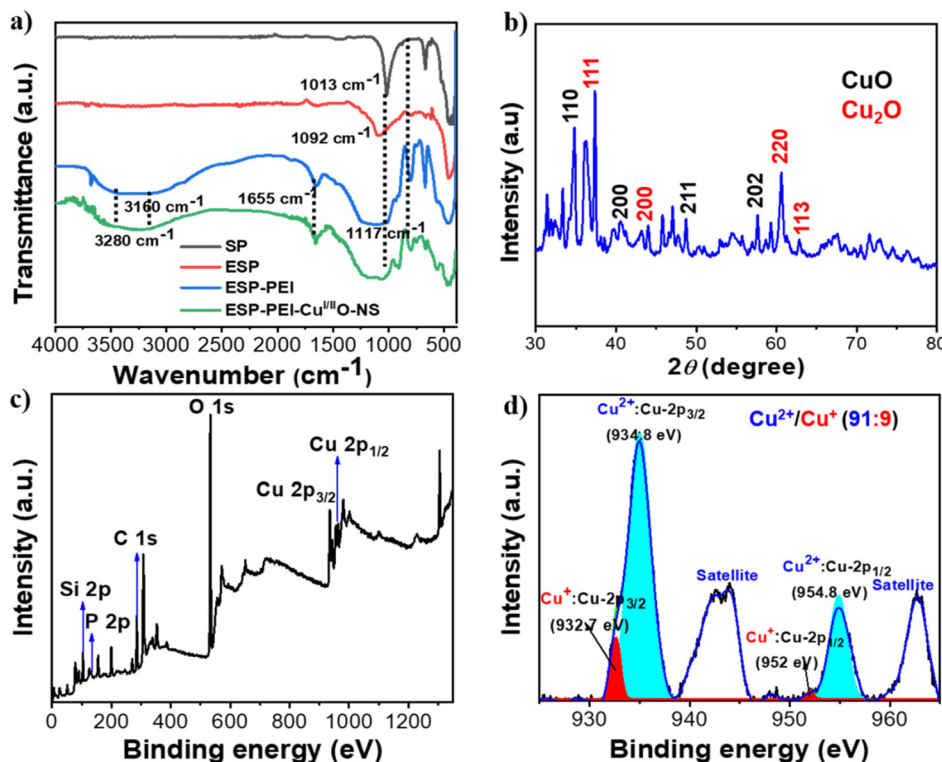 a)
Transmittance (a.u.)
1013 cm⁻¹
1092 cm⁻¹
3160 cm⁻¹
1655 cm⁻¹
3280 cm⁻¹
1117 cm⁻¹
SP
ESP
ESP-PEI
ESP-PEI-Cuᴵ/ᴵᴵO-NS
4000 3500 3000 2500 2000 1500 1000 500
Wavenumber (cm⁻¹)
b)
Intensity (a.u)
110
111
200
200
211
202
220
113
CuO
Cu₂O
30 40 50 60 70 80
2θ (degree)
c)
Intensity (a.u.)
Si 2p
P 2p
C 1s
O 1s
Cu 2p₃/₂
Cu 2p₁/₂
0 200 400 600 800 1000 1200
Binding energy (eV)
d)
Intensity (a.u.)
Cu²⁺:Cu-2p₃/₂
(934.8 eV)
Cu²⁺/Cu⁺ (91:9)
Cu⁺:Cu-2p₃/₂
(932.7 eV)
Satellite
Cu²⁺:Cu-2p₁/₂
(954.8 eV)
Cu⁺:Cu-2p₁/₂
(952 eV)
Satellite
930 940 950 960
Binding energy (eV)